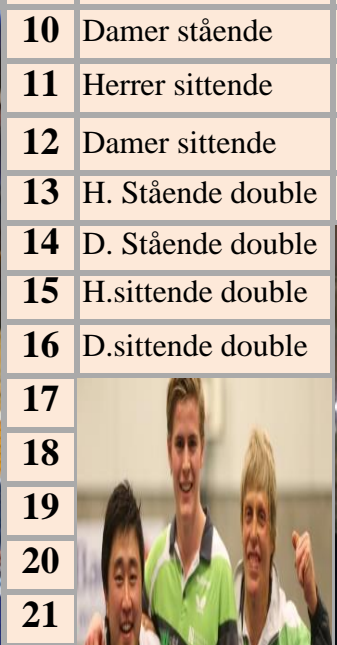 10 Damer stående
11 Herrer sittende
12 Damer sittende
13 H. Stående double
14 D. Stående double
15 H.sittende double
16 D.sittende double
17
18
19
20
21